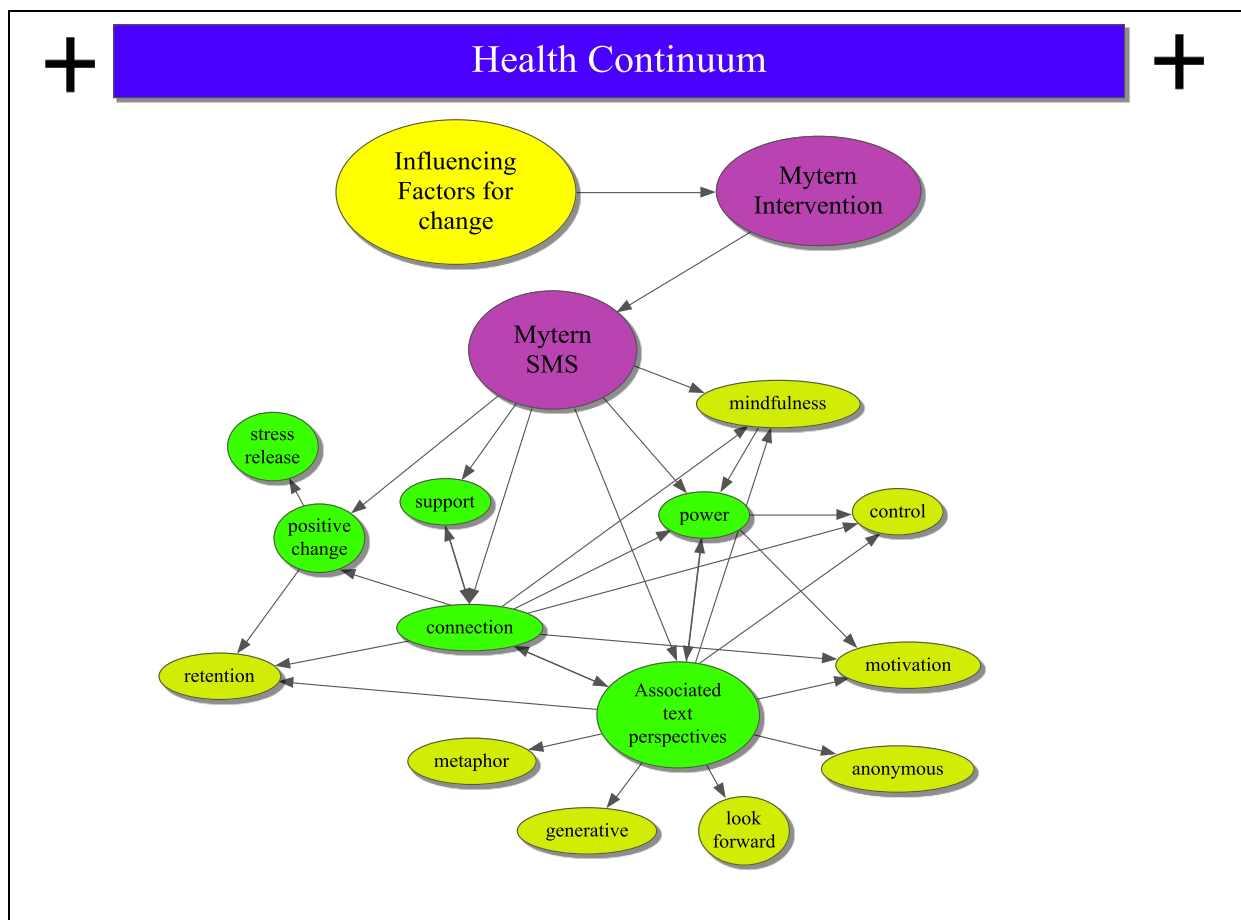 +
Health Continuum
+
Influencing
Factors for
change
Mytern
Intervention
Mytern
SMS
mindfulness
stress
release
support
power
control
positive
change
connection
retention
motivation
Associated
text
perspectives
metaphor
anonymous
generative
look
forward